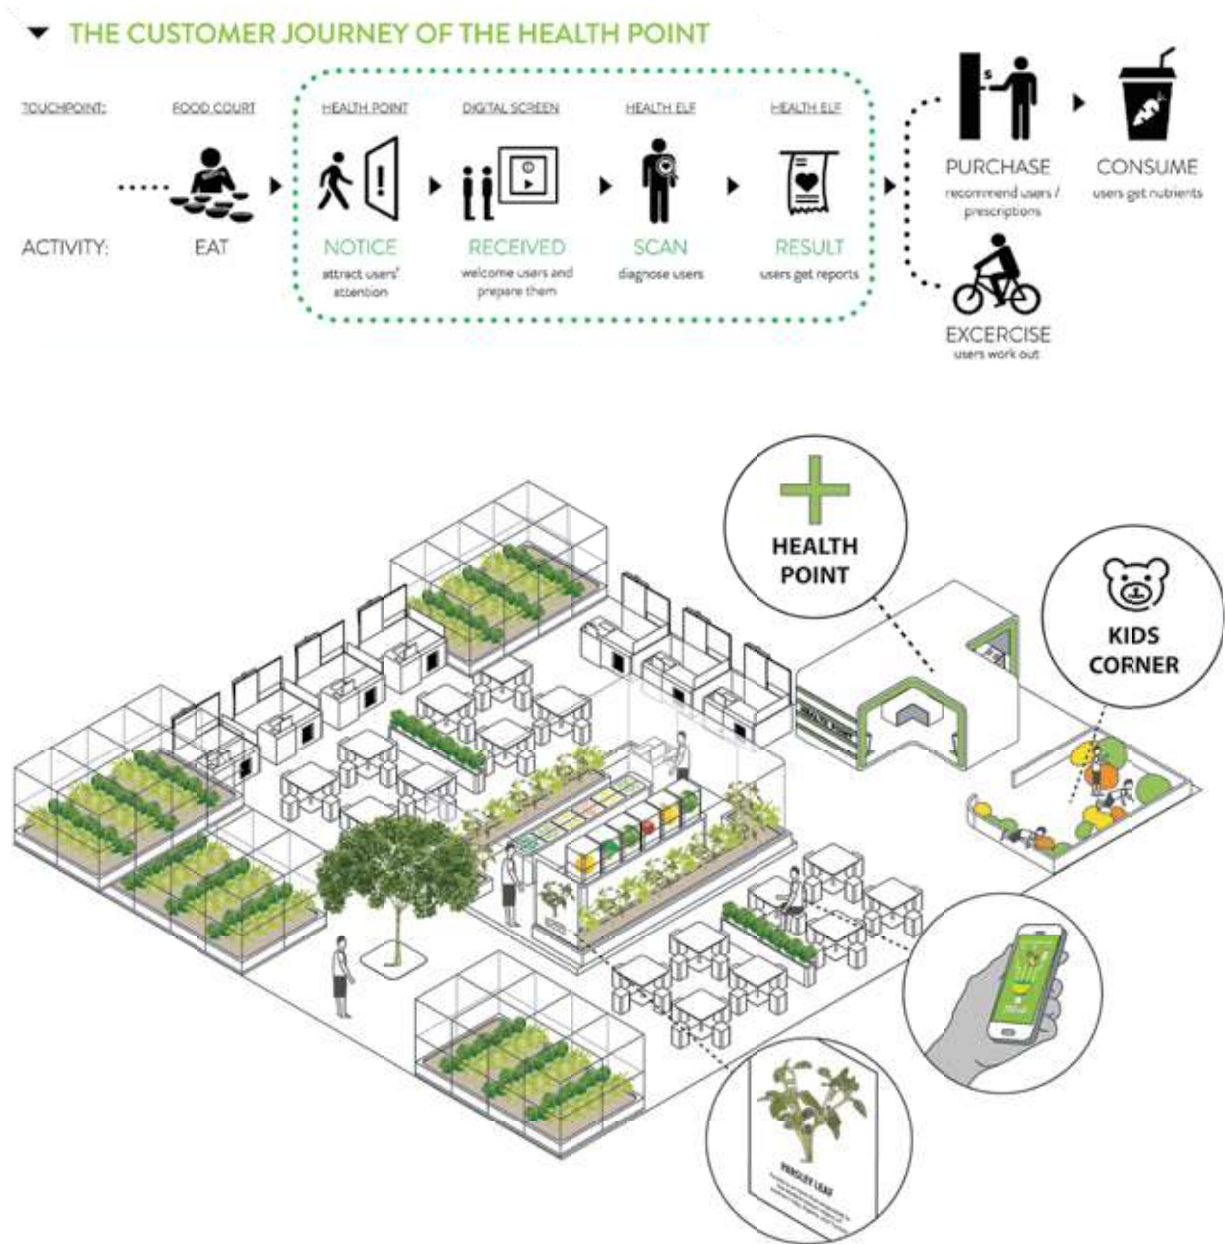 THE CUSTOMER JOURNEY OF THE HEALTH POINT
TOUCHPOINT:
FOOD COURT
HEALTH POINT
DIGITAL SCREEN
HEALTH ELF
HEALTH ELF
ACTIVITY:
EAT
NOTICE
attract users'
attention
RECEIVED
welcome users and
prepare them
SCAN
diagnose users
RESULT
users get reports
S
PURCHASE
recommend users /
prescriptions
CONSUME
users get nutrients
EXCERCISE
users work out
HEALTH
POINT
KIDS
CORNER
HEALTH POINT
PARSLEY LEAF